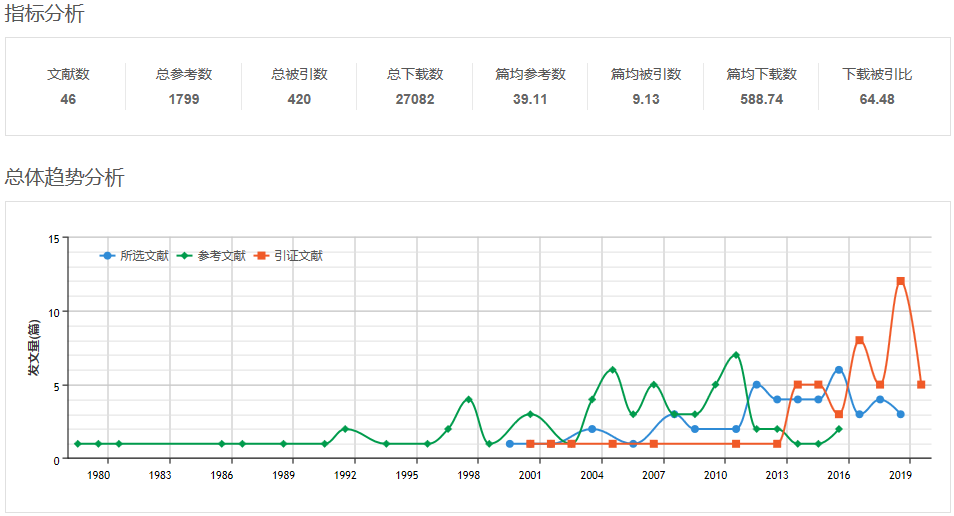 指标分析
文献数 总参考数 总被引数 总下载数 篇均参考数 篇均被引数 篇均下载数 下载被引比
46 1799 420 27082 39.11 9.13 588.74 64.48
总体趋势分析
15
所选文献 参考文献 引证文献
10
发文量(篇)
5
0
1980 1983 1986 1989 1992 1995 1998 2001 2004 2007 2010 2013 2016 2019